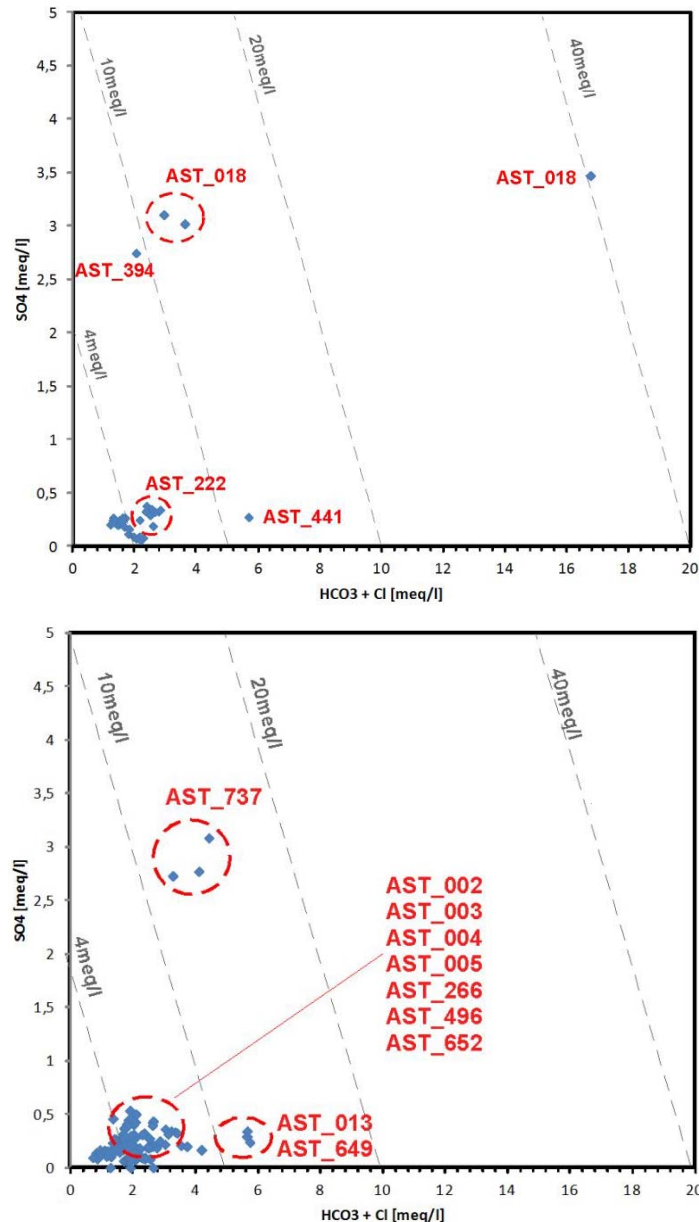 5
4,5
4
3,5
3
2,5
2
1,5
1
0,5
0
SO4 [meq/l]
10meq/l
20meq/l
40meq/l
4meq/l
AST_018
AST_018
AST_394
AST_222
AST_441
0 2 4 6 8 10 12 14 16 18 20
HCO3 + Cl [meq/l]
5
4,5
4
3,5
3
2,5
2
1,5
1
0,5
0
SO4 [meq/l]
10meq/l
20meq/l
40meq/l
4meq/l
AST_737
AST_002
AST_003
AST_004
AST_005
AST_266
AST_496
AST_652
AST_013
AST_649
0 2 4 6 8 10 12 14 16 18 20
HCO3 + Cl [meq/l]